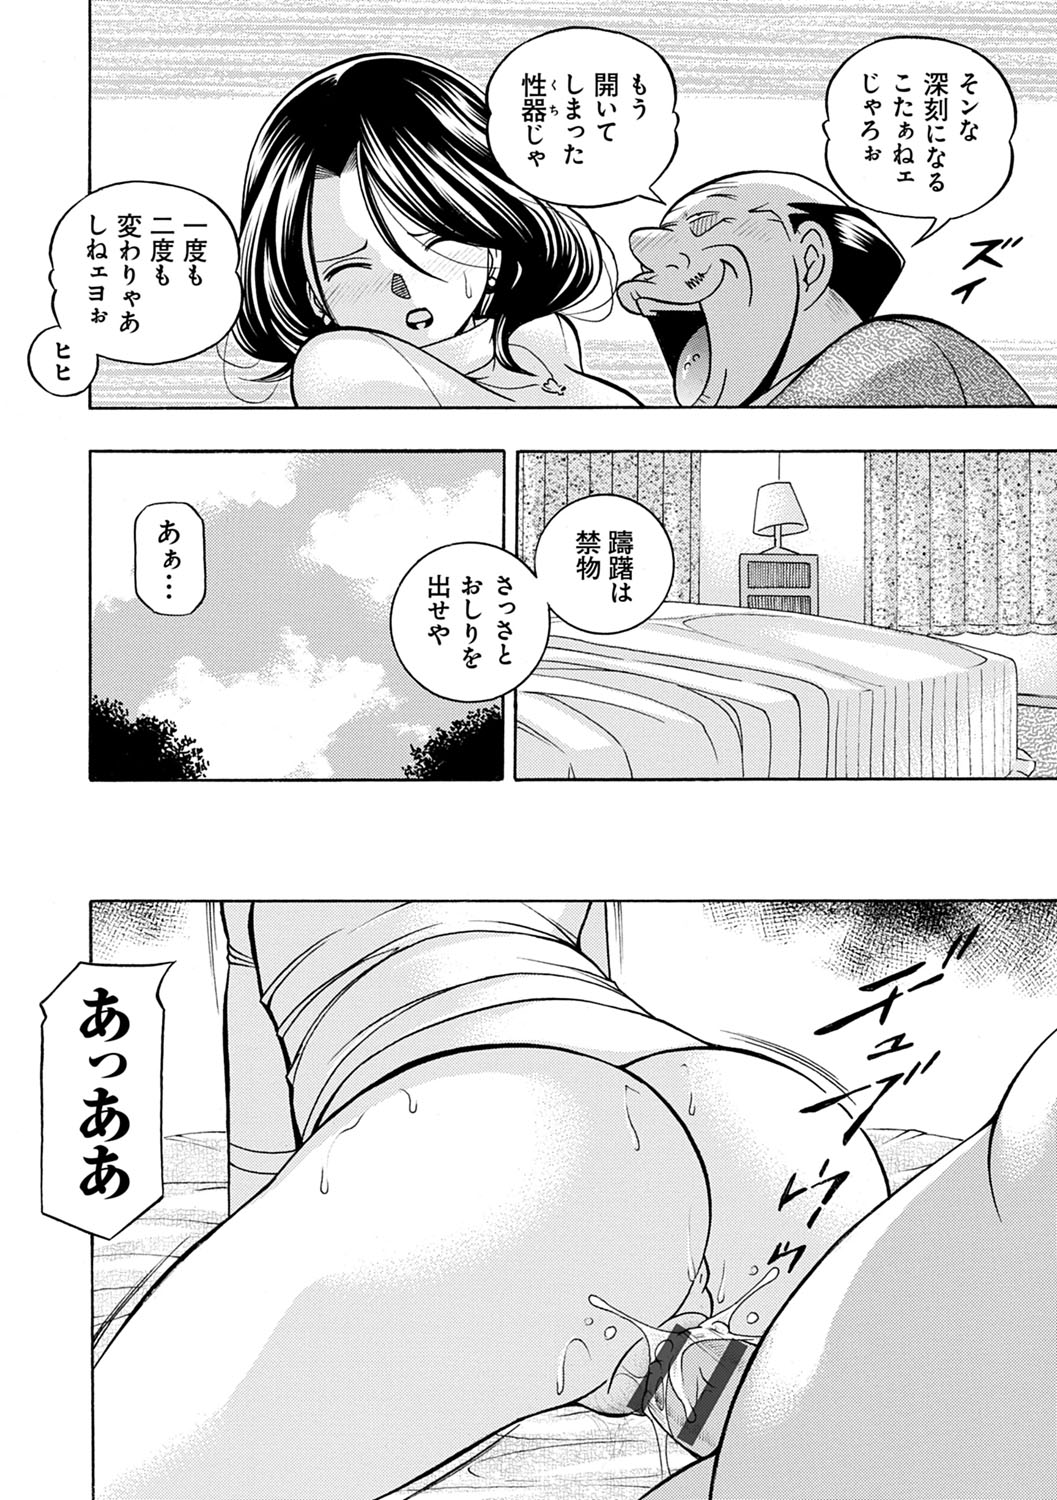 そンな
深刻になる
こたぁねェ
じゃろぉ
もう
開いて
しまった
性器じゃ
くち
ズイ
一度も
二度も
変わりゃあ
しねェヨぉ
ヒヒ
躊躇は
禁物
さっさと
おしりを
出せや
あぁ…
ヂュブ
あっああ